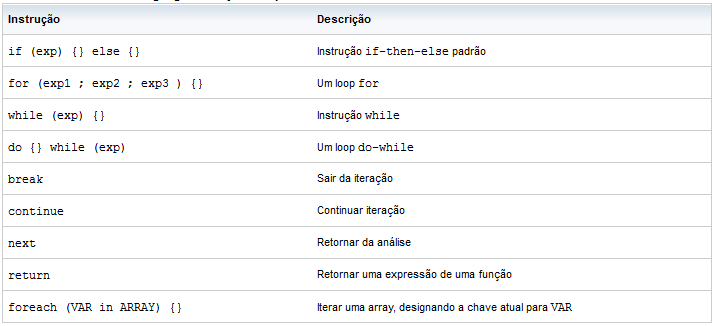 Instrução Descrição
if (exp) {} else {} Instrução if-then-else padrão
for (exp1 ; exp2 ; exp3 ) {} Um loop for
while (exp) {} Instrução while
do {} while (exp) Um loop do-while
break Sair da iteração
continue Continuar iteração
next Retornar da análise
return Retornar uma expressão de uma função
foreach (VAR in ARRAY) {} Iterar uma array, designando a chave atual para VAR